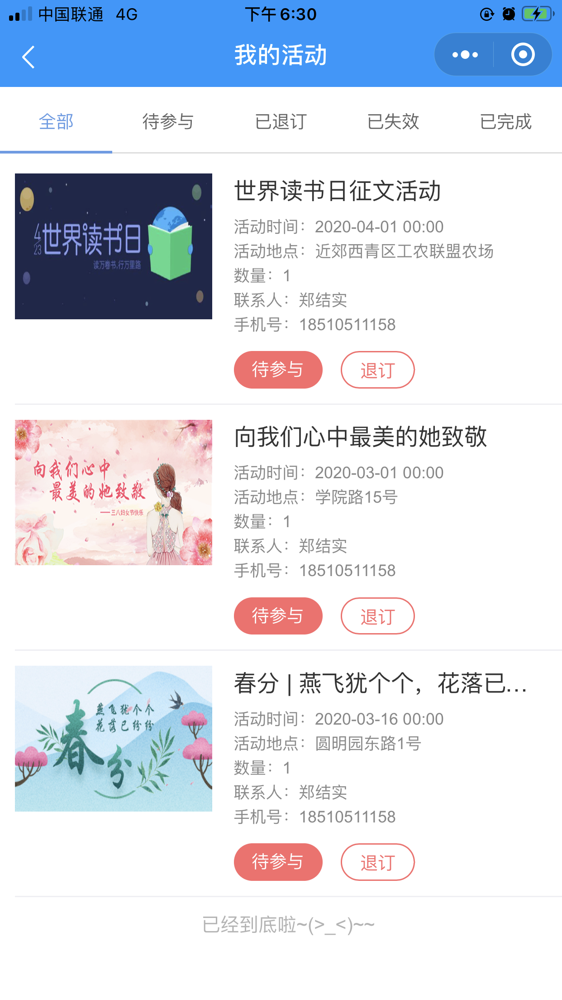 中国联通 4G 下午6:30
我的活动
全部 待参与 已退订 已失效 已完成
4/23 世界读书日
读万卷书,行万里路
世界读书日征文活动
活动时间：2020-04-01 00:00
活动地点：近郊西青区工农联盟农场
数量：1
联系人：郑结实
手机号：18510511158
待参与 退订
向我们心中
最美的她致敬
——三八妇女节快乐
向我们心中最美的她致敬
活动时间：2020-03-01 00:00
活动地点：学院路15号
数量：1
联系人：郑结实
手机号：18510511158
待参与 退订
春分
燕飞犹个个
花落已纷纷
春分 | 燕飞犹个个，花落已...
活动时间：2020-03-16 00:00
活动地点：圆明园东路1号
数量：1
联系人：郑结实
手机号：18510511158
待参与 退订
已经到底啦~(>_<)~~